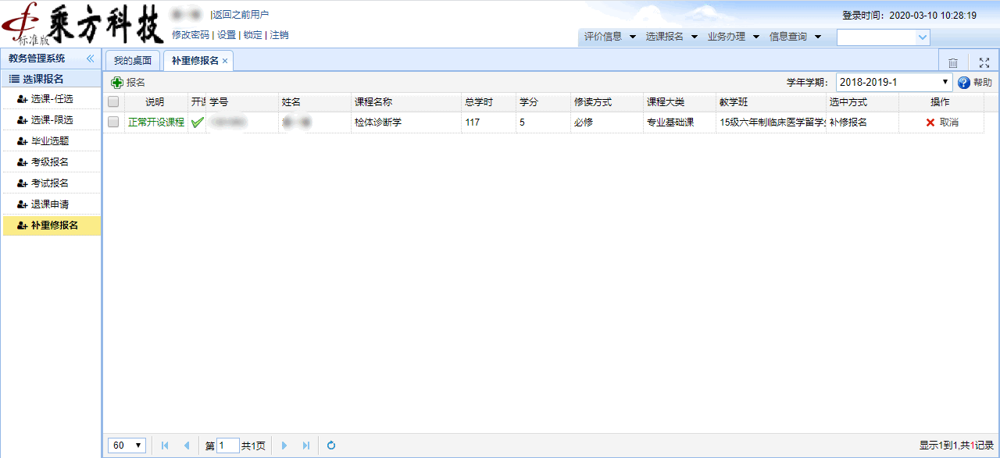 乘方科技
标准版
|返回之前用户
修改密码 | 设置 | 锁定 | 注销
登录时间：2020-03-10 10:28:19
评价信息 选课报名 业务办理 信息查询
教务管理系统
我的桌面 补重修报名
选课报名
报名 学年学期： 2018-2019-1 帮助
选课-任选
选课-限选
毕业选题
考级报名
考试报名
退课申请
补重修报名
说明 开课 学号 姓名 课程名称 总学时 学分 修读方式 课程大类 教学班 选中方式 操作
正常开设课程 检体诊断学 117 5 必修 专业基础课 15级六年制临床医学留学生 补修报名 取消
60 第 1 共1页 显示1到1,共1记录